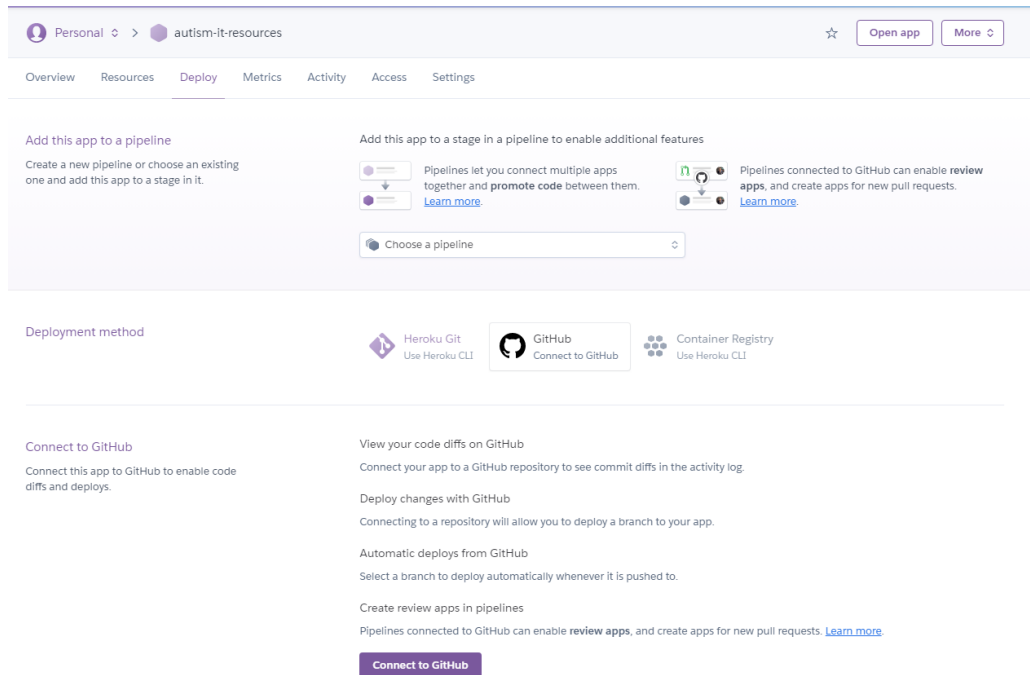 Personal > autism-it-resources
Open app
More
Overview Resources Deploy Metrics Activity Access Settings
Add this app to a pipeline
Create a new pipeline or choose an existing
one and add this app to a stage in it.
Add this app to a stage in a pipeline to enable additional features
Pipelines let you connect multiple apps
together and promote code between them.
Learn more.
Pipelines connected to GitHub can enable review
apps, and create apps for new pull requests.
Learn more.
Choose a pipeline
Deployment method
Heroku Git
Use Heroku CLI
GitHub
Connect to GitHub
Container Registry
Use Heroku CLI
Connect to GitHub
Connect this app to GitHub to enable code
diffs and deploys.
View your code diffs on GitHub
Connect your app to a GitHub repository to see commit diffs in the activity log.
Deploy changes with GitHub
Connecting to a repository will allow you to deploy a branch to your app.
Automatic deploys from GitHub
Select a branch to deploy automatically whenever it is pushed to.
Create review apps in pipelines
Pipelines connected to GitHub can enable review apps, and create apps for new pull requests. Learn more.
Connect to GitHub